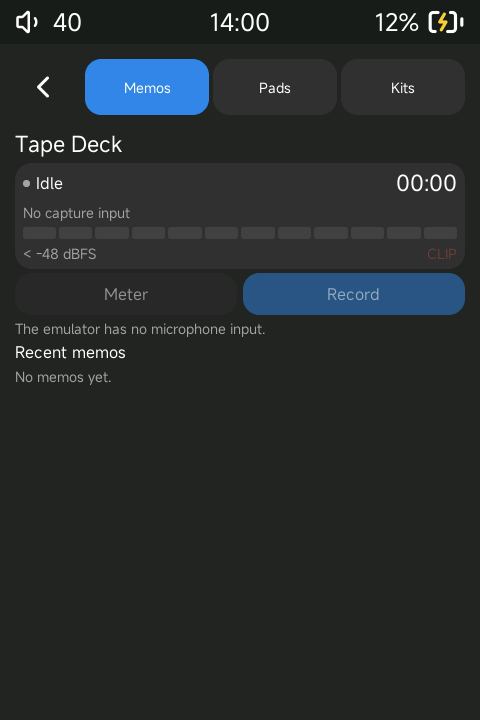 40 14:00 12%
Memos Pads Kits
Tape Deck
Idle 00:00
No capture input
< -48 dBFS CLIP
Meter Record
The emulator has no microphone input.
Recent memos
No memos yet.